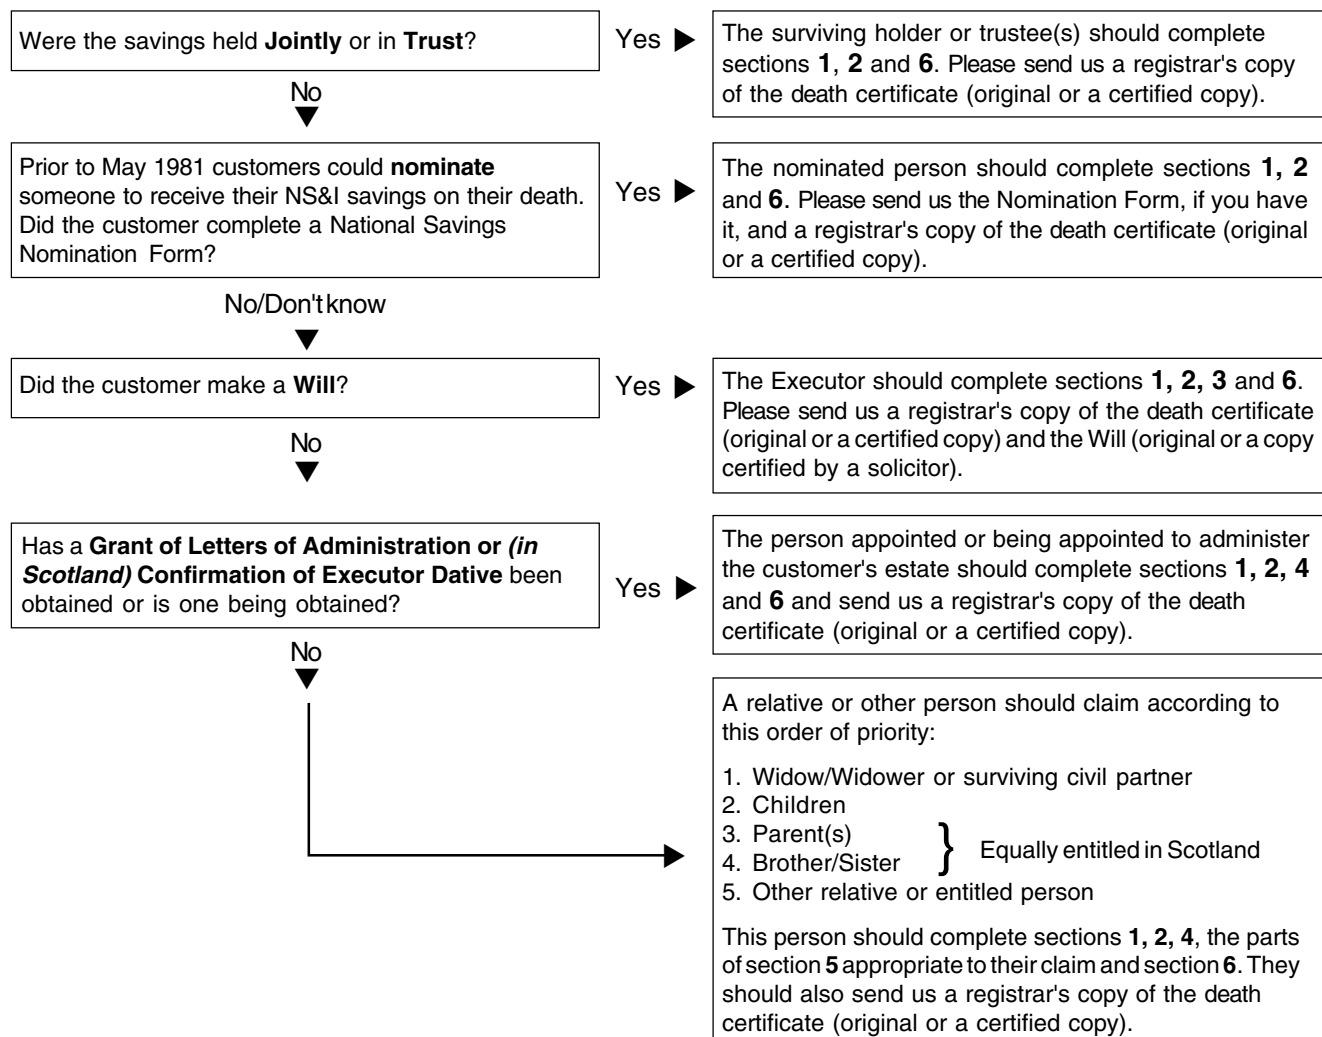 Were the savings held Jointly or in Trust?
Yes
The surviving holder or trustee(s) should complete
sections 1, 2 and 6. Please send us a registrar's copy
of the death certificate (original or a certified copy).
No
Prior to May 1981 customers could nominate
someone to receive their NS&I savings on their death.
Did the customer complete a National Savings
Nomination Form?
Yes
The nominated person should complete sections 1, 2
and 6. Please send us the Nomination Form, if you have
it, and a registrar's copy of the death certificate (original
or a certified copy).
No/Don't know
Did the customer make a Will?
Yes
The Executor should complete sections 1, 2, 3 and 6.
Please send us a registrar's copy of the death certificate
(original or a certified copy) and the Will (original or a copy
certified by a solicitor).
No
Has a Grant of Letters of Administration or (in
Scotland) Confirmation of Executor Dative been
obtained or is one being obtained?
Yes
The person appointed or being appointed to administer
the customer's estate should complete sections 1, 2, 4
and 6 and send us a registrar's copy of the death
certificate (original or a certified copy).
No
A relative or other person should claim according to
this order of priority:
1. Widow/Widower or surviving civil partner
2. Children
3. Parent(s)
4. Brother/Sister
} Equally entitled in Scotland
5. Other relative or entitled person
This person should complete sections 1, 2, 4, the parts
of section 5 appropriate to their claim and section 6. They
should also send us a registrar's copy of the death
certificate (original or a certified copy).